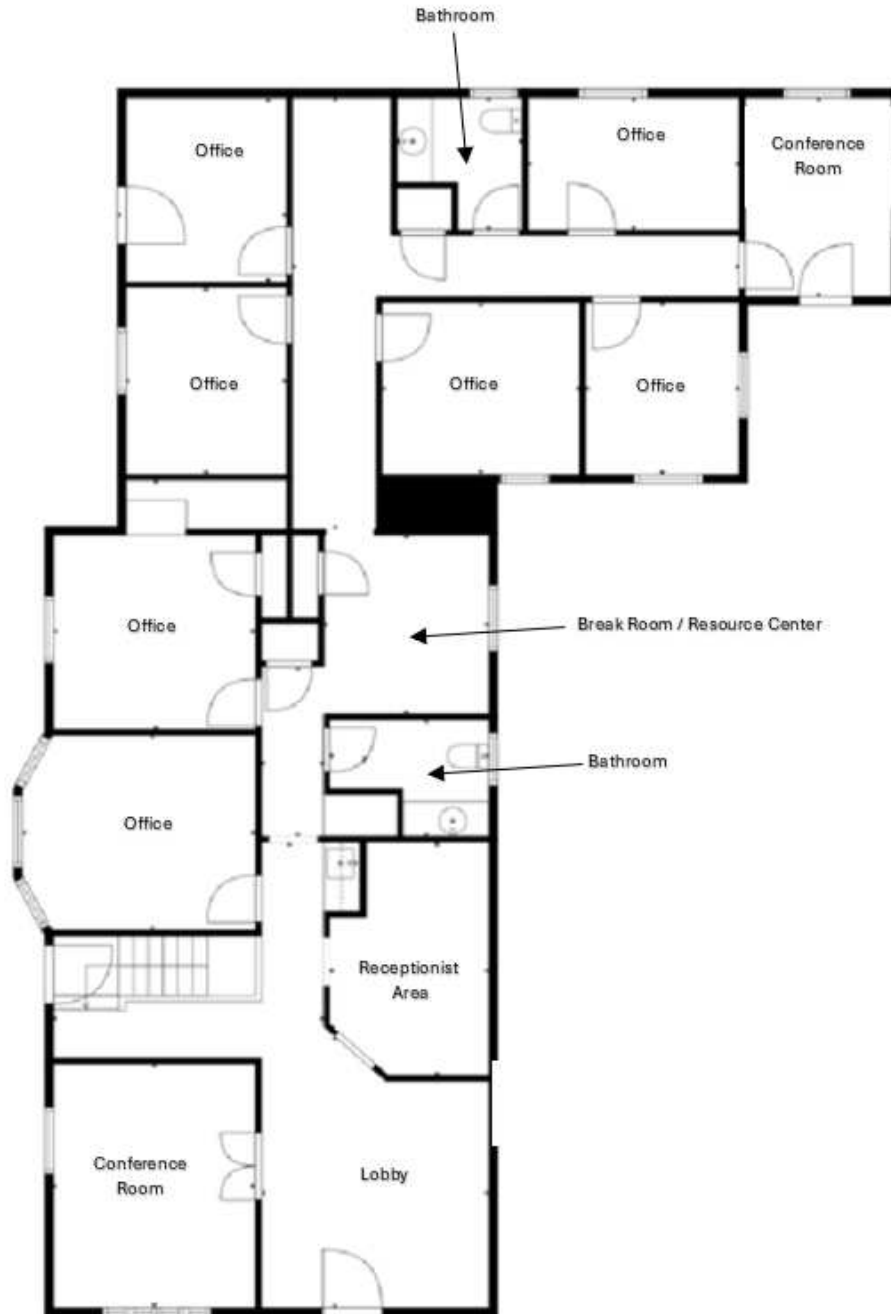 Bathroom
Office
Office
Conference
Room
Office
Office
Office
Office
Break Room / Resource Center
Bathroom
Office
Receptionist
Area
Conference
Room
Lobby